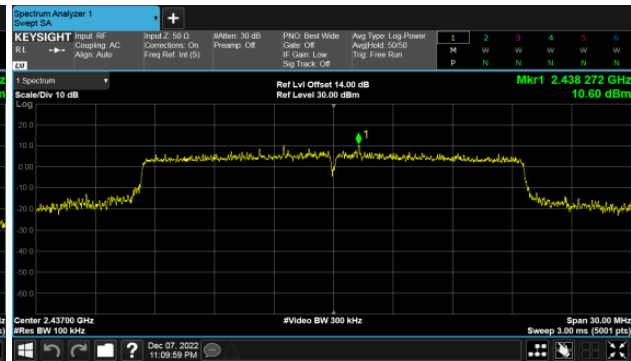 Spectrum Analyzer 1
Swept SA
+
KEYSIGHT Input: RF Input Z: 50 Ω #Atten: 30 dB PNO: Best Wide Avg Type: Log-Power 1 2 3 4 5 6
RL Coupling: AC Corrections: On Preamp: Off Gate: Off Avg|Hold: 50/50 M W W W W W
Align: Auto Freq Ref: Int (S) IF Gain: Low Trig: Free Run
Sig Track: Off P N N N N N
LXI
1 Spectrum Ref Lvl Offset 14.00 dB Mkr1 2.438 272 GHz
Scale/Div 10 dB Ref Level 30.00 dBm 10.60 dBm
Log
1
20.0
10.0
0.00
-10.0
-20.0
-30.0
-40.0
-50.0
-60.0
Center 2.43700 GHz #Video BW 300 kHz Span 30.00 MHz
#Res BW 100 kHz Sweep 3.00 ms (5001 pts)
? Dec 07, 2022
11:09:59 PM